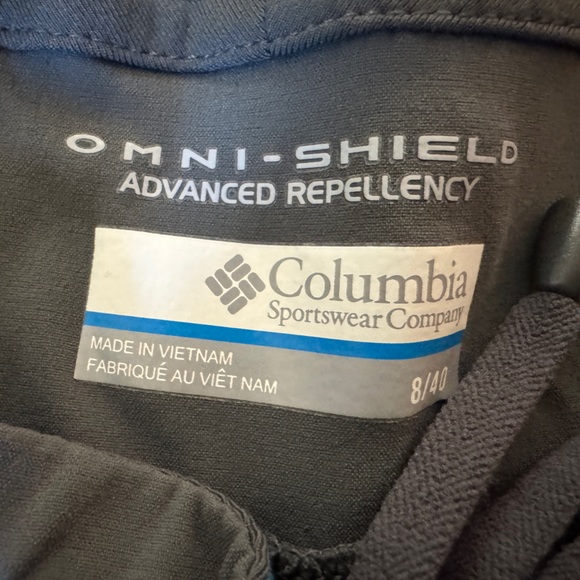 OMNI-SHIELD
ADVANCED REPELLENCY
Columbia
Sportswear Company
MADE IN VIETNAM
FABRIQUÉ AU VIÊT NAM
8/40